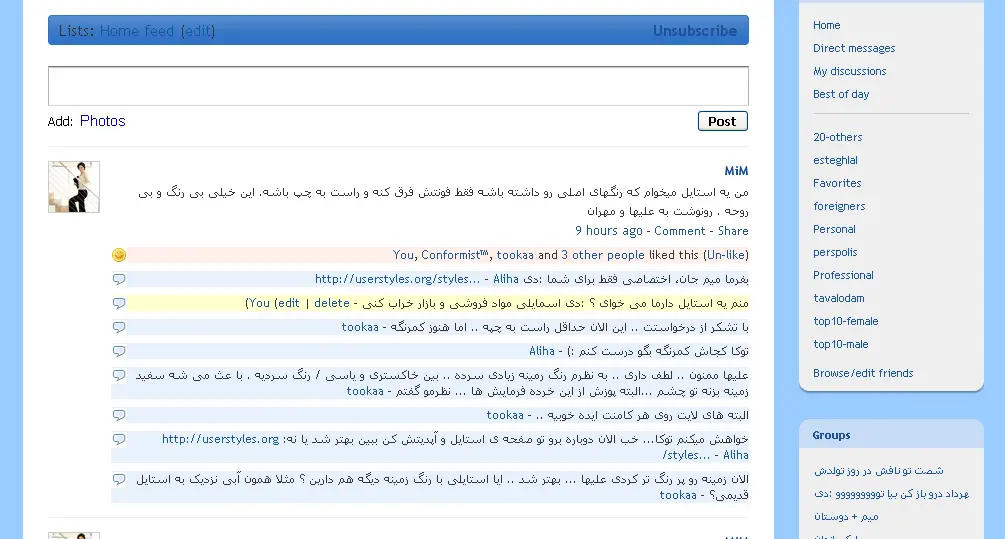 Lists: Home feed (edit) Unsubscribe
Add: Photos
Post
MiM
من یه استایل میخوام که رنگهای اصلی رو داشته باشه فقط فونتش فرق کنه و راست به چپ باشه. این خیلی بی رنگ و بی
روحه . رونوشت به علیها و مهران
9 hours ago - Comment - Share
You, Conformist™, tookaa and 3 other people liked this (Un-like)
بفرما میم جان، اختصاصی فقط برای شما :دی http://userstyles.org/styles... - Aliha
منم یه استایل دارما می خوای ؟ :دی اسمایلی مواد فروشی و بازار خراب کنی - You (edit | delete)
با تشکر از درخواستت .. این الان حداقل راست به چپه .. اما هنوز کمرنگه - tookaa
توکا کجاش کمرنگه بگو درست کنم :) - Aliha
علیها ممنون .. لطف داری .. به نظرم رنگ زمینه زیادی سرده .. بین خاکستری و یاسی / رنگ سردیه . با عث می شه سفید
زمینه بزنه تو چشم ...البته پوزش از این خرده فرمایش ها ... نظرمو گفتم - tookaa
البته های لایت روی هر کامنت ایده خوبیه .. - tookaa
خواهش میکنم توکا... خب الان دوباره برو تو صفحه ی استایل و آپدیتش کن ببین بهتر شد یا نه: http://userstyles.org
/styles... - Aliha
الان زمینه رو پر رنگ تر کردی علیها ... بهتر شد .. ایا استایلی با رنگ زمینه دیگه هم دارین ؟ مثلا همون آبی نزدیک به استایل
قدیمی؟ - tookaa
MiM
Home
Direct messages
My discussions
Best of day
20-others
esteghlal
Favorites
foreigners
Personal
perspolis
Professional
tavalodam
top10-female
top10-male
Browse/edit friends
Groups
شصت تو نافش در روز تولدش
بهرداد درو باز کن بیا تووووووووو :دی
میم + دوستان